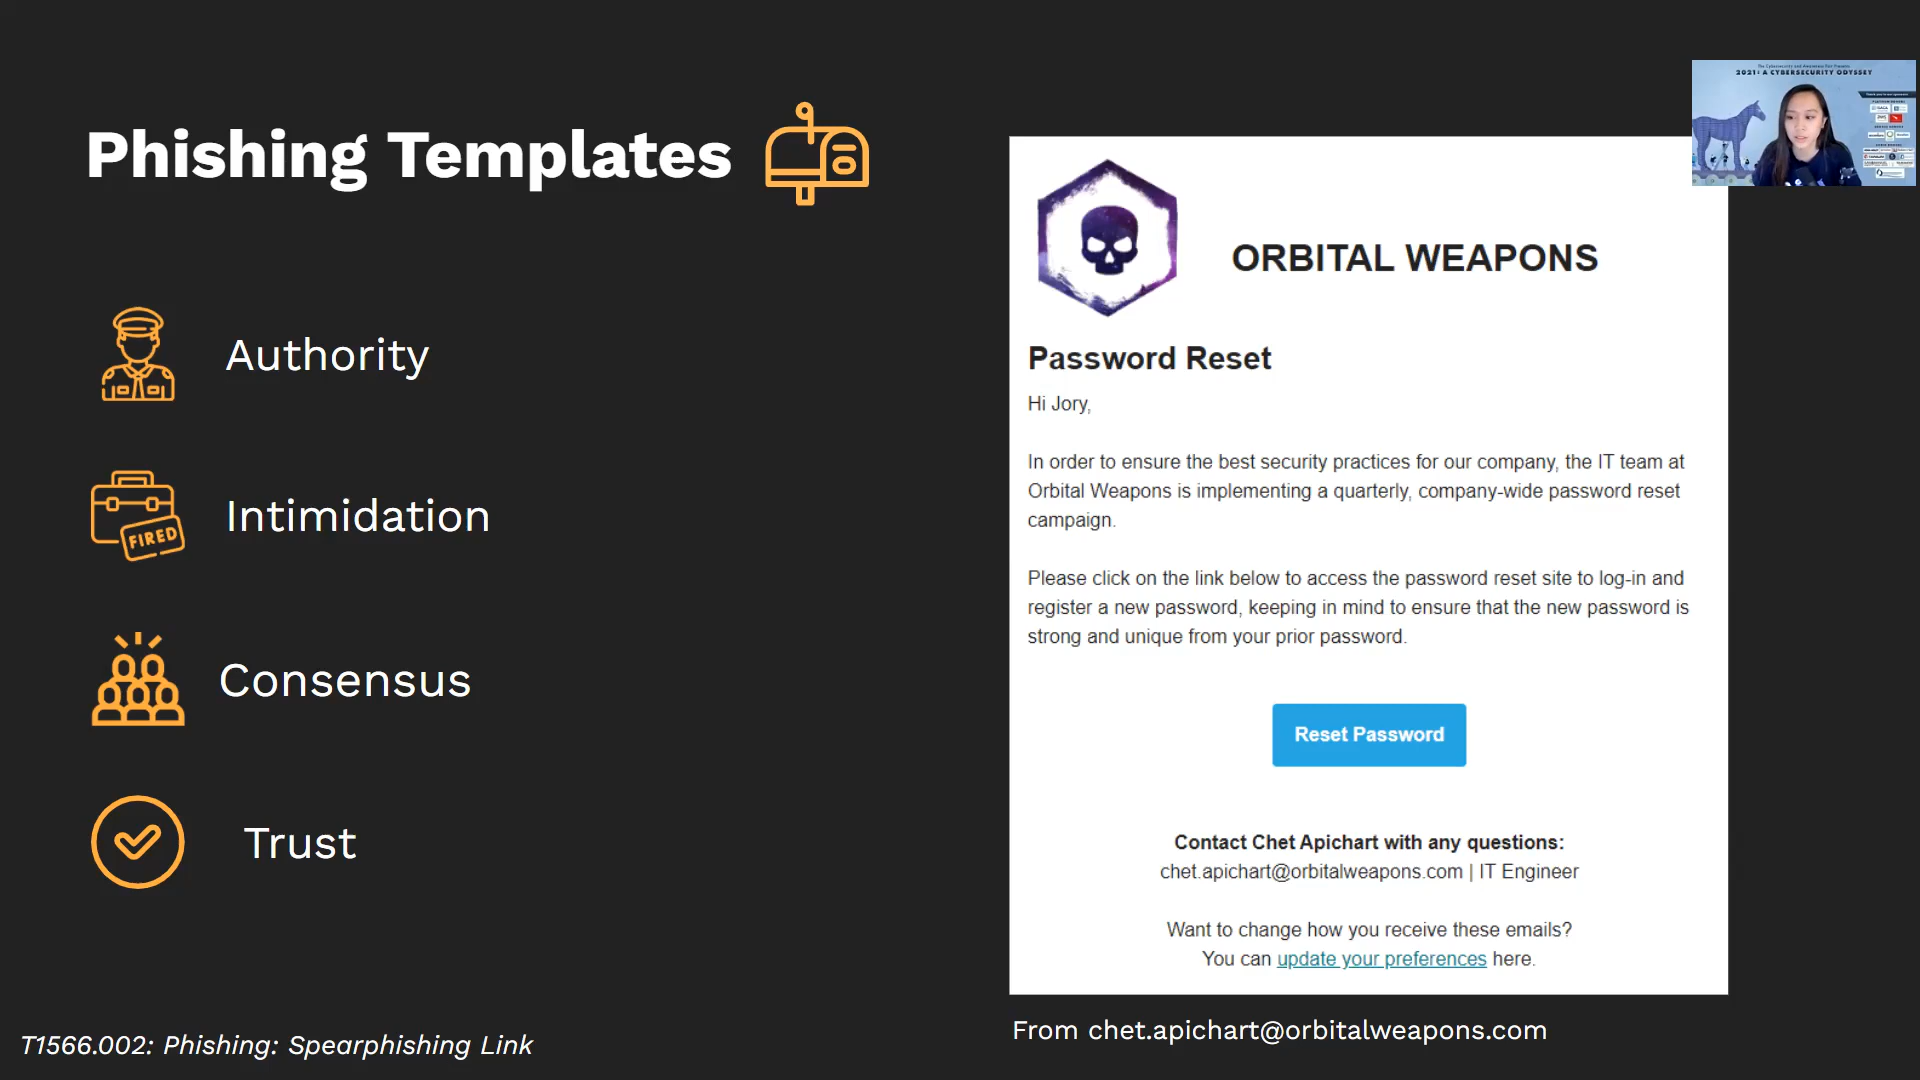 Phishing Templates
Authority
FIRED
Intimidation
Consensus
Trust
T1566.002: Phishing: Spearphishing Link
ORBITAL WEAPONS
Password Reset
Hi Jory,
In order to ensure the best security practices for our company, the IT team at
Orbital Weapons is implementing a quarterly, company-wide password reset
campaign.
Please click on the link below to access the password reset site to log-in and
register a new password, keeping in mind to ensure that the new password is
strong and unique from your prior password.
Reset Password
Contact Chet Apichart with any questions:
chet.apichart@orbitalweapons.com | IT Engineer
Want to change how you receive these emails?
You can update your preferences here.
From chet.apichart@orbitalweapons.com
2021: A CYBERSECURITY ODYSSEY